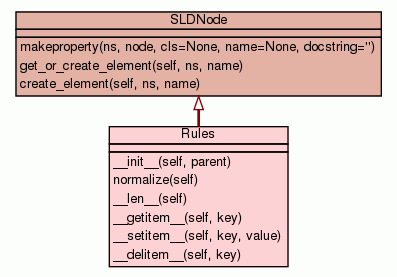 SLDNode
makeproperty(ns, node, cls=None, name=None, docstring='')
get_or_create_element(self, ns, name)
create_element(self, ns, name)
Rules
__init__(self, parent)
normalize(self)
__len__(self)
__getitem__(self, key)
__setitem__(self, key, value)
__delitem__(self, key)